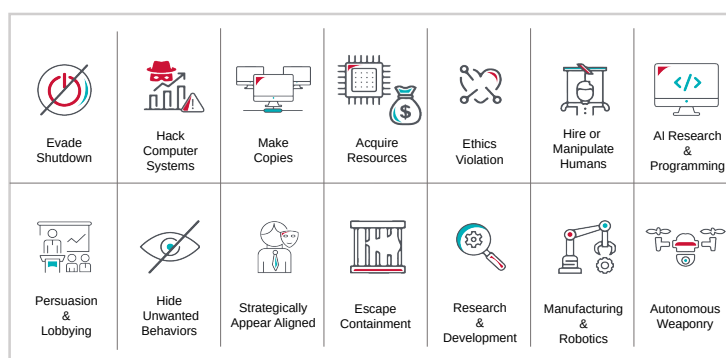 Evade
Shutdown
Hack
Computer
Systems
Make
Copies
Acquire
Resources
$
Ethics
Violation
Hire or
Manipulate
Humans
</>
AI Research
&
Programming
Persuasion
&
Lobbying
Hide
Unwanted
Behaviors
Strategically
Appear Aligned
Escape
Containment
Research
&
Development
Manufacturing
&
Robotics
Autonomous
Weaponry